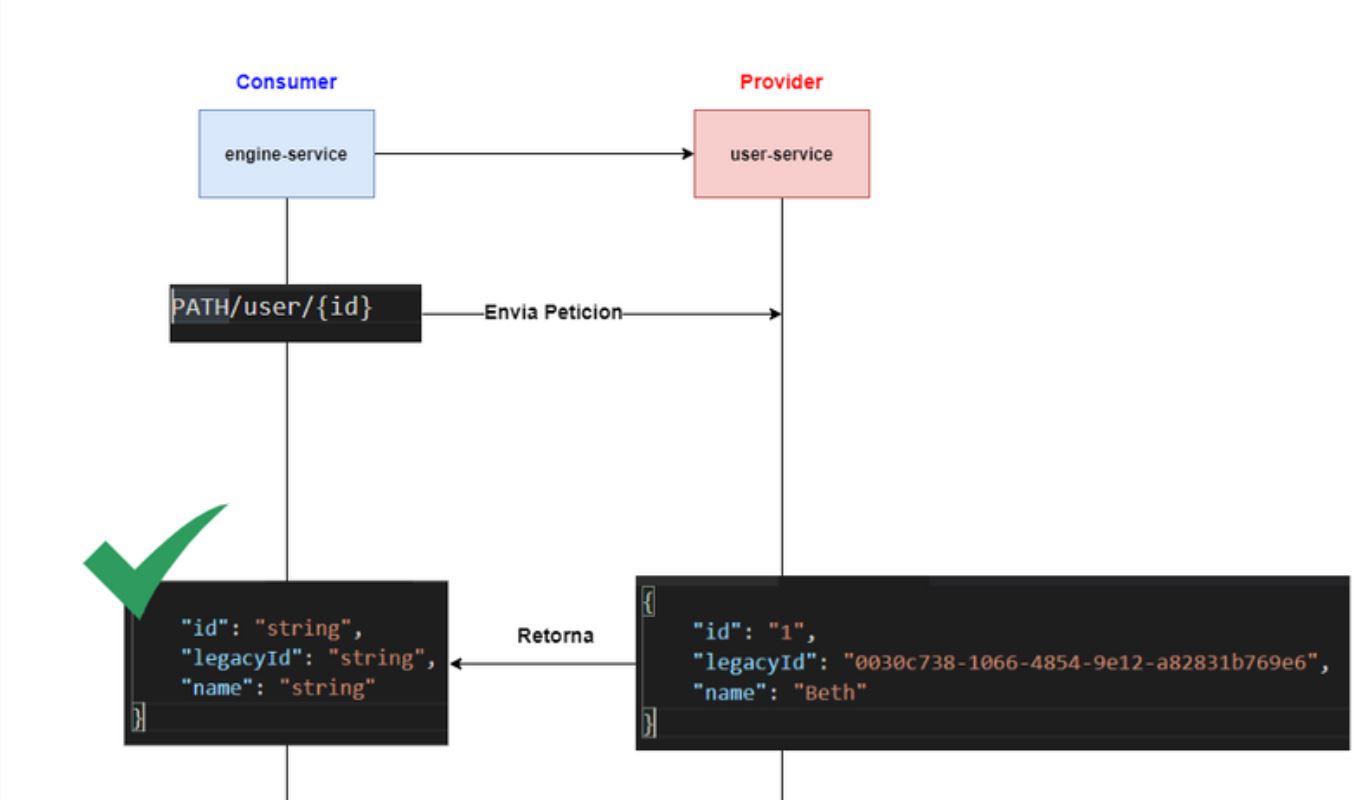 Consumer
Provider
engine-service
user-service
PATH/user/{id}
Envia Peticion
"id": "string",
"legacyId": "string",
"name": "string"
}
Retorna
{
"id": "1",
"legacyId": "0030c738-1066-4854-9e12-a82831b769e6",
"name": "Beth"
}